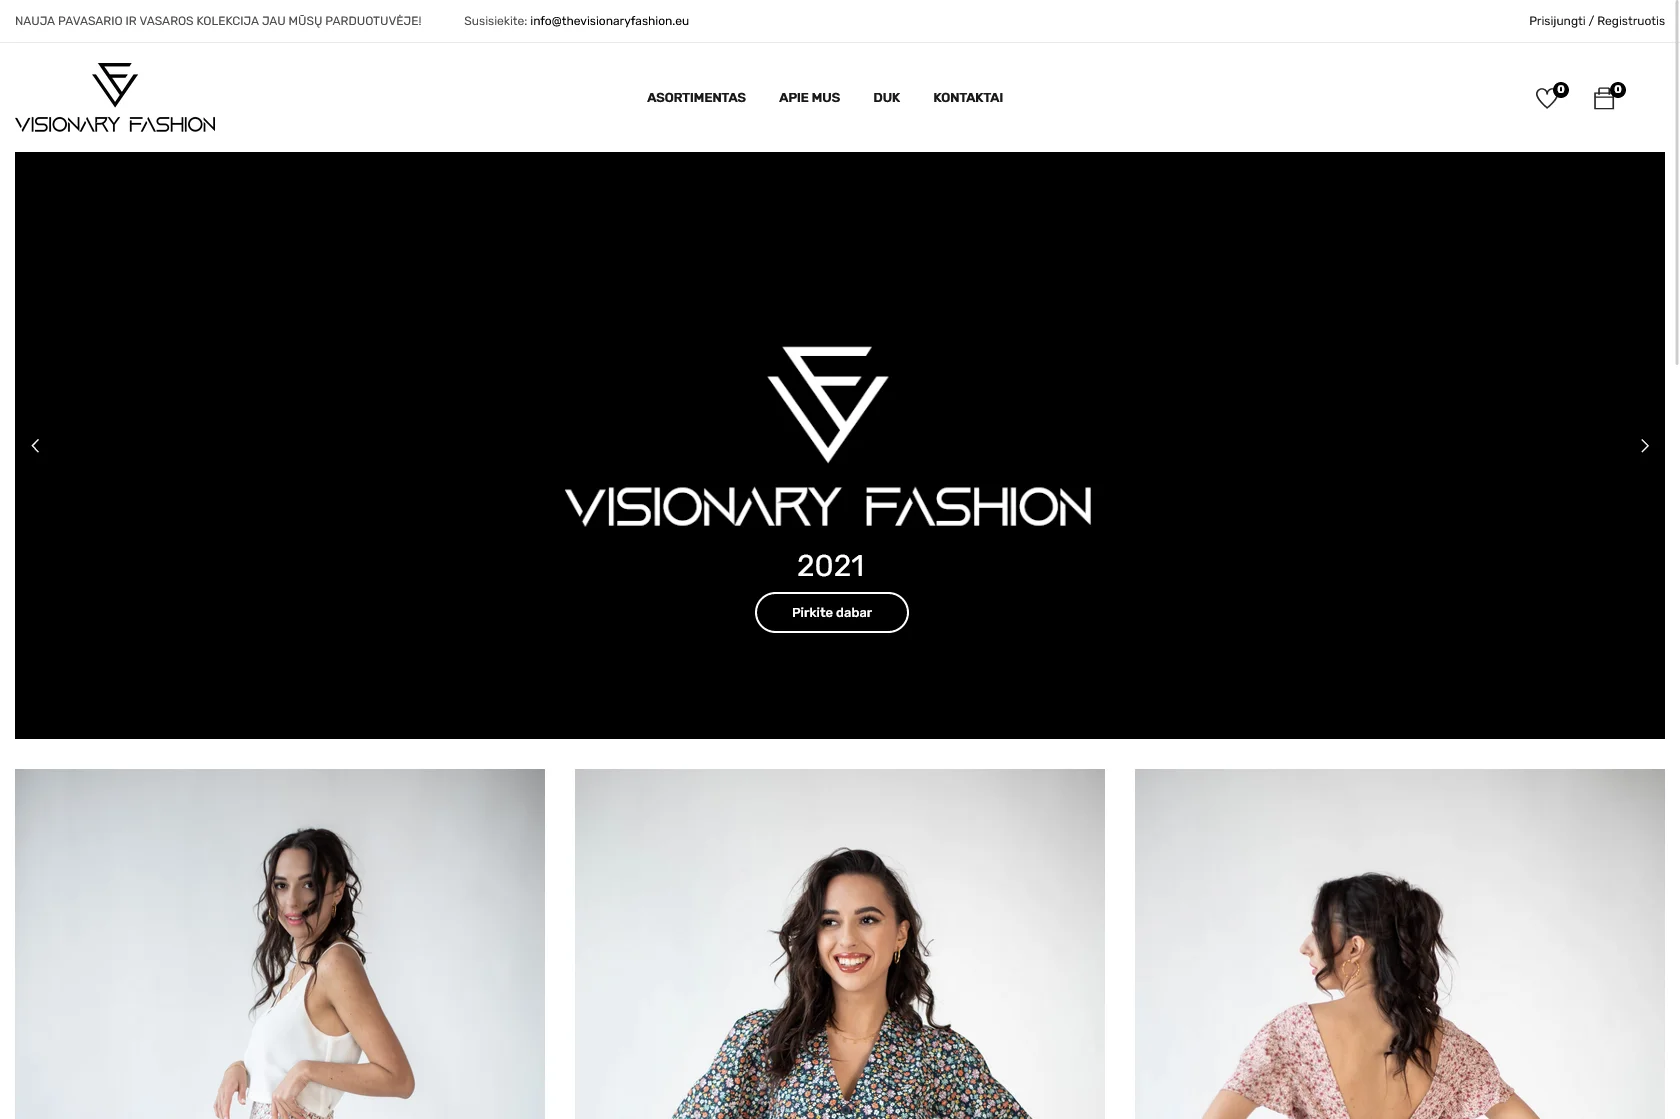 NAUJA PAVASARIO IR VASAROS KOLEKCIJA JAU MŪSŲ PARDUOTUVĖJE!
Susisiekite: info@thevisionaryfashion.eu
Prisijungti / Registruotis
VISIONARY FASHION
ASORTIMENTAS
APIE MUS
DUK
KONTAKTAI
0
0
VISIONARY FASHION
2021
Pirkite dabar